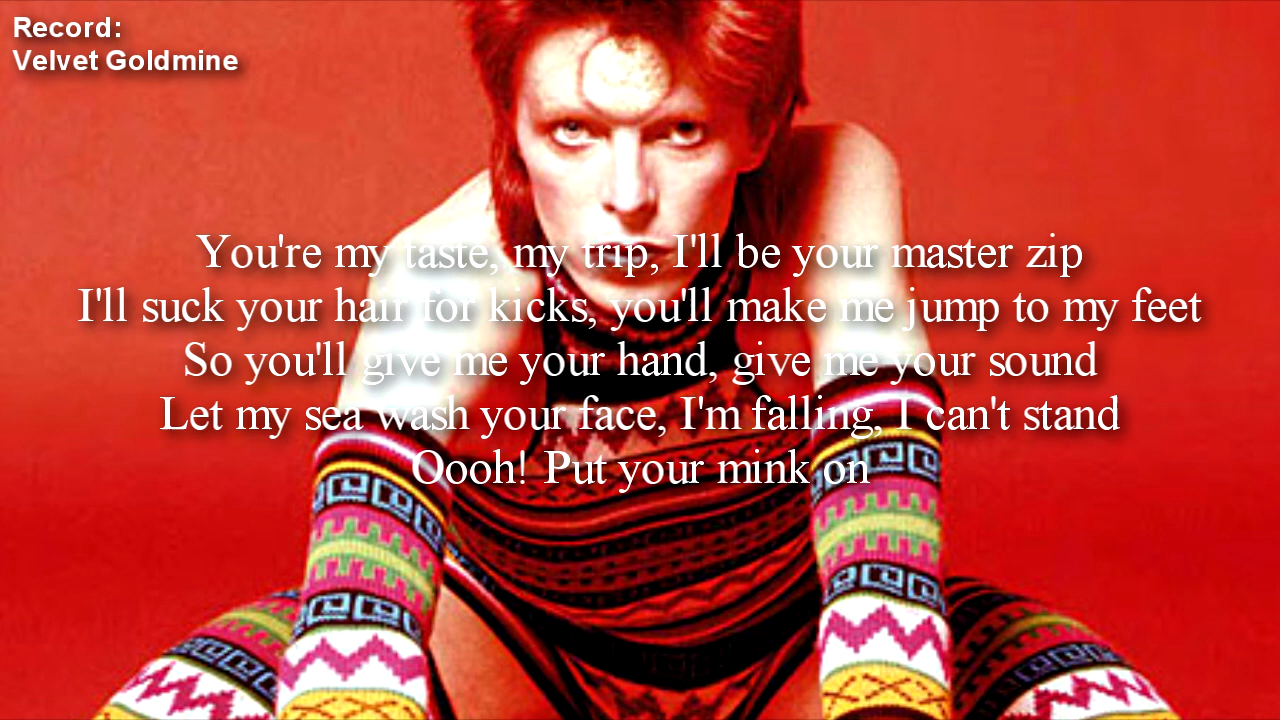 Record:
Velvet Goldmine
You're my taste, my trip, I'll be your master zip
I'll suck your hair for kicks, you'll make me jump to my feet
So you'll give me your hand, give me your sound
Let my sea wash your face, I'm falling, I can't stand
Oooh! Put your mink on